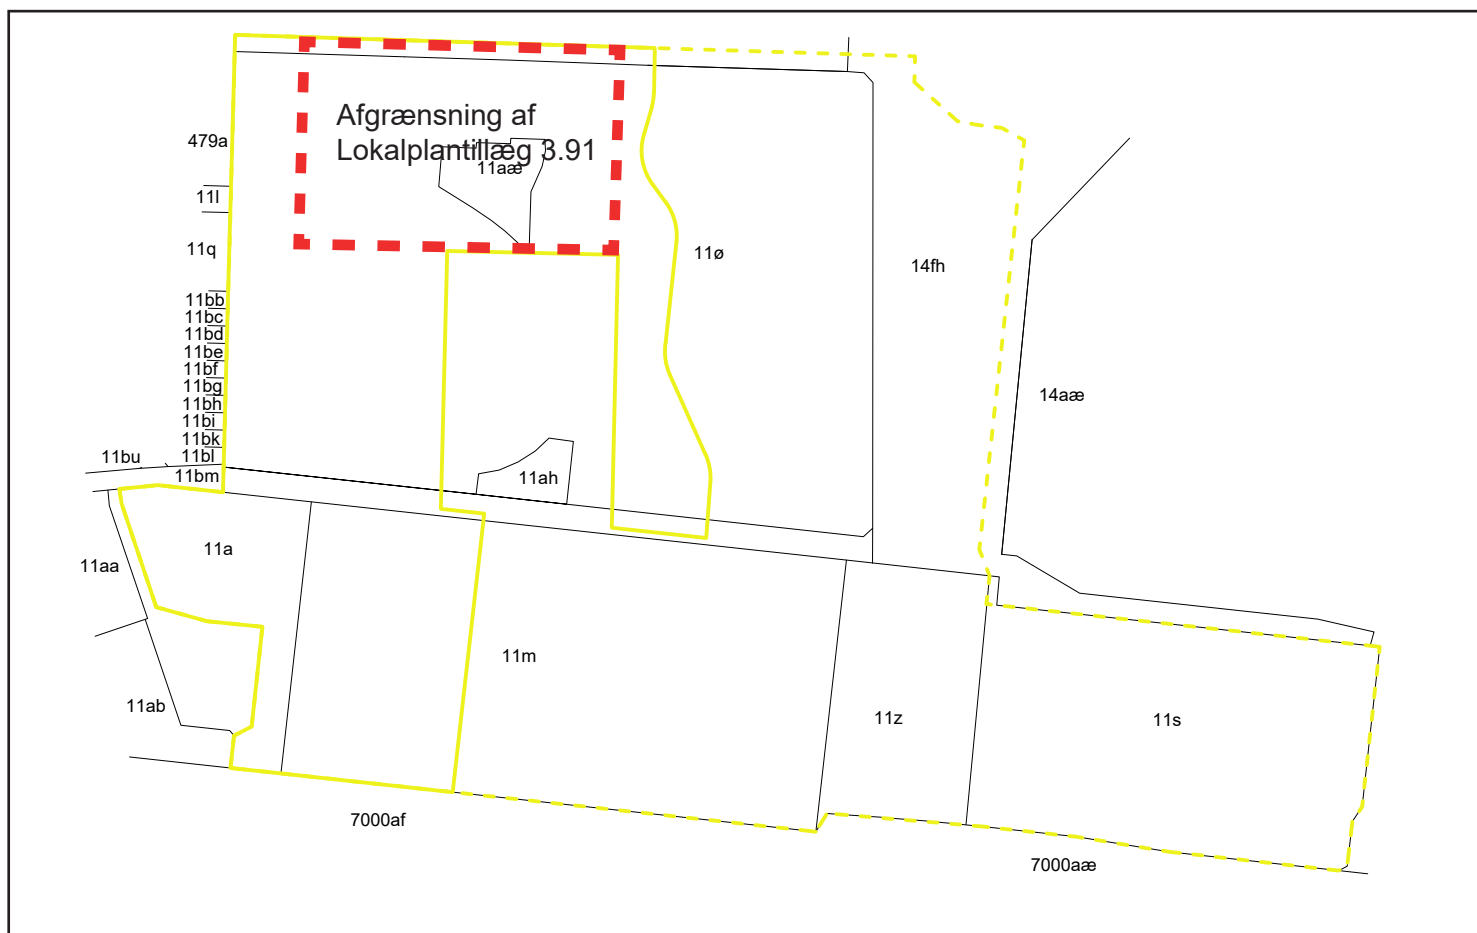 Afgrænsning af
Lokalplantillæg 3.91
479a
11aæ
11l
11q
11ø
14fh
11bb
11bc
11bd
11be
11bf
11bg
14aæ
11bh
11bi
11bk
11bu
11bl
11bm
11ah
11a
11aa
11m
11ab
11z
11s
7000af
7000aæ